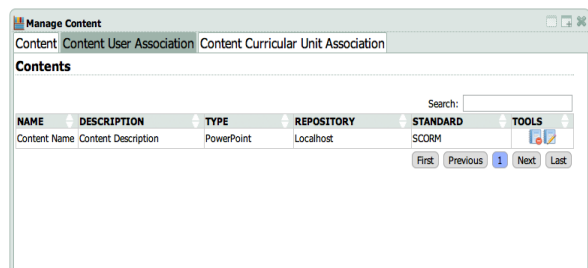 Manage Content
Content Content User Association Content Curricular Unit Association
Contents
Search:
NAME DESCRIPTION TYPE REPOSITORY STANDARD TOOLS
Content Name Content Description PowerPoint Localhost SCORM
First Previous 1 Next Last